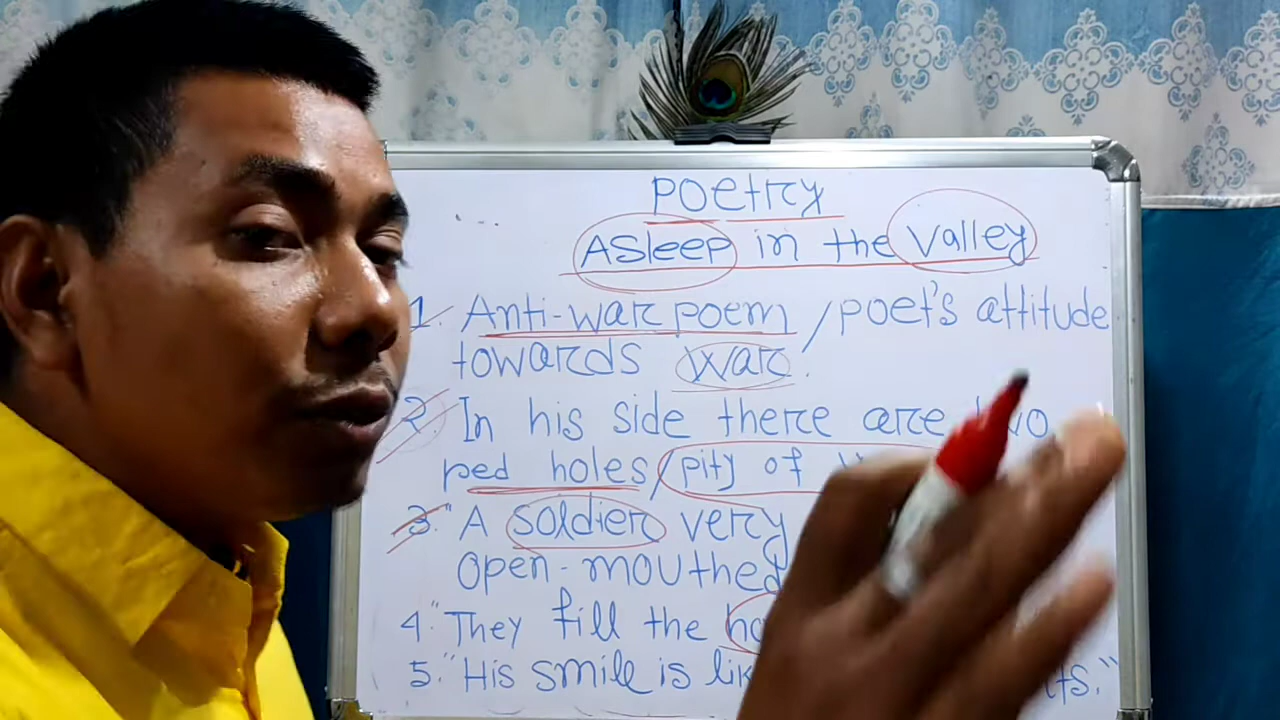 POETRY
ASLEEP in the valley
1. Anti-war poem / poet's attitude
towards war.
2. In his side there are two
red holes / pity of
3. "A soldier very
open-mouthed
4. "They fill the
5. "His smile is